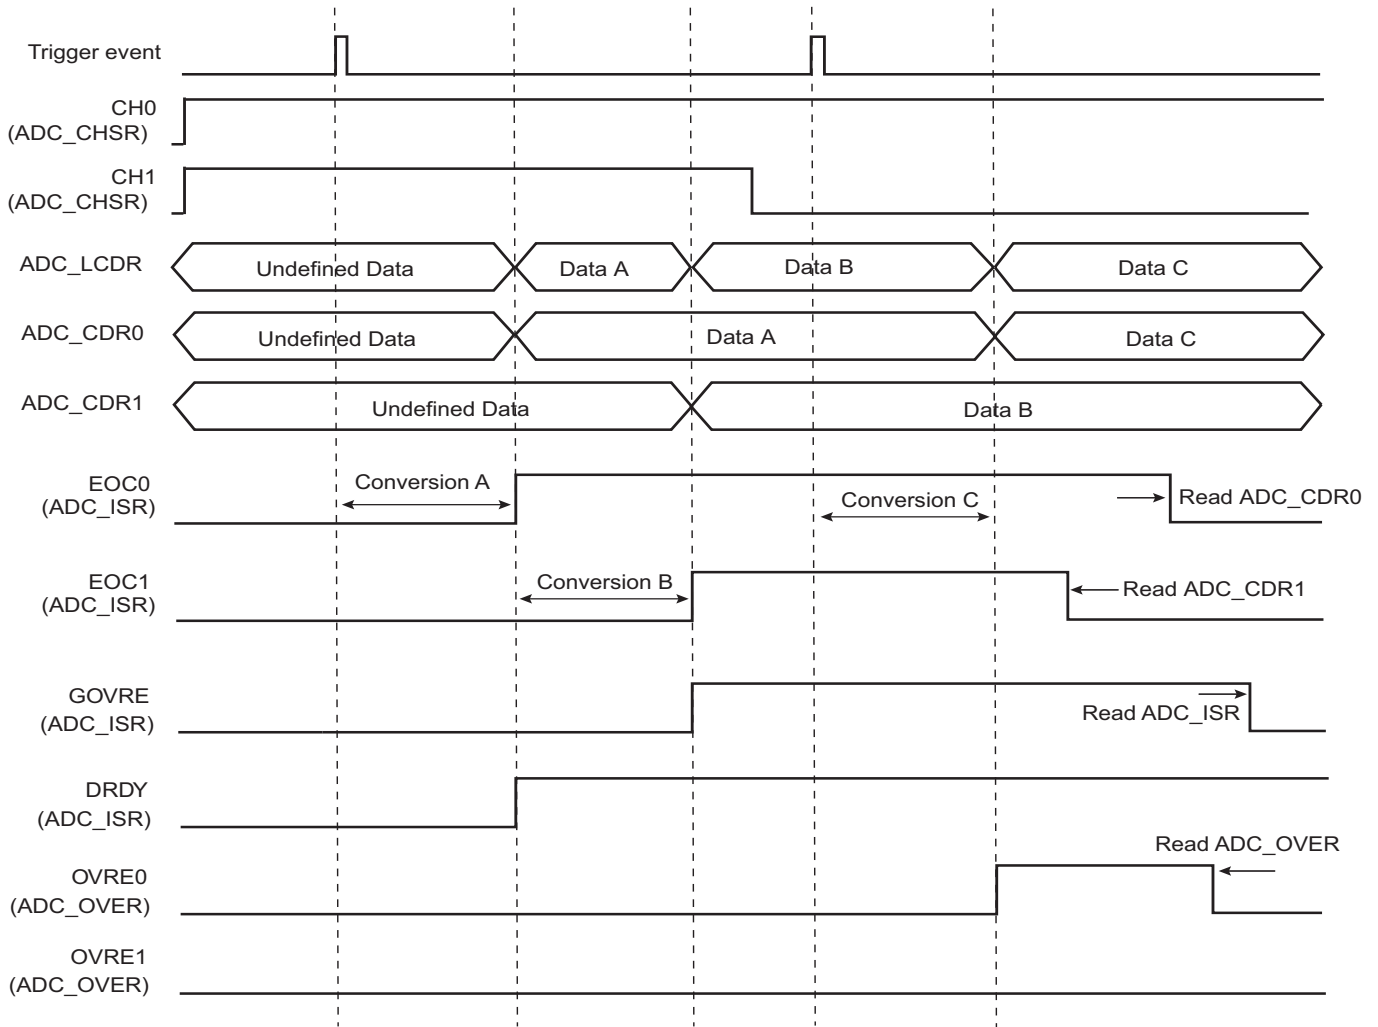 Trigger event
CH0
(ADC_CHSR)
CH1
(ADC_CHSR)
ADC_LCDR
Undefined Data
Data A
Data B
Data C
ADC_CDR0
Undefined Data
Data A
Data C
ADC_CDR1
Undefined Data
Data B
EOC0
(ADC_ISR)
Conversion A
Conversion C
Read ADC_CDR0
EOC1
(ADC_ISR)
Conversion B
Read ADC_CDR1
GOVRE
(ADC_ISR)
Read ADC_ISR
DRDY
(ADC_ISR)
Read ADC_OVER
OVRE0
(ADC_OVER)
OVRE1
(ADC_OVER)